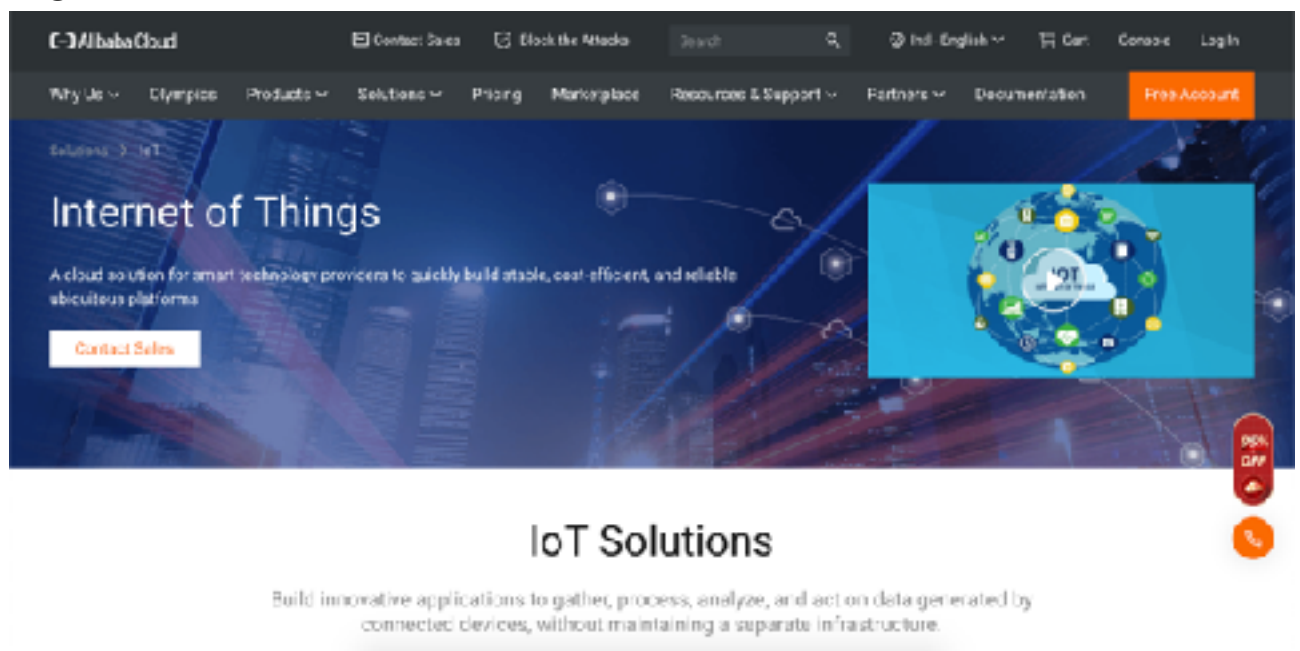 Alibaba Cloud
Contact Sales
Block the Attacks
Search
Intl - English
Cart
Console
Log In
Why Us
Olympics
Products
Solutions
Pricing
Marketplace
Resources & Support
Partners
Documentation
Free Account
Solutions > IoT
Internet of Things
A cloud solution for smart technology providers to quickly build stable, cost-efficient, and reliable
ubiquitous platforms
Contact Sales
IOT
OFF
IoT Solutions
Build innovative applications to gather, process, analyze, and act on data generated by
connected devices, without maintaining a separate infrastructure.